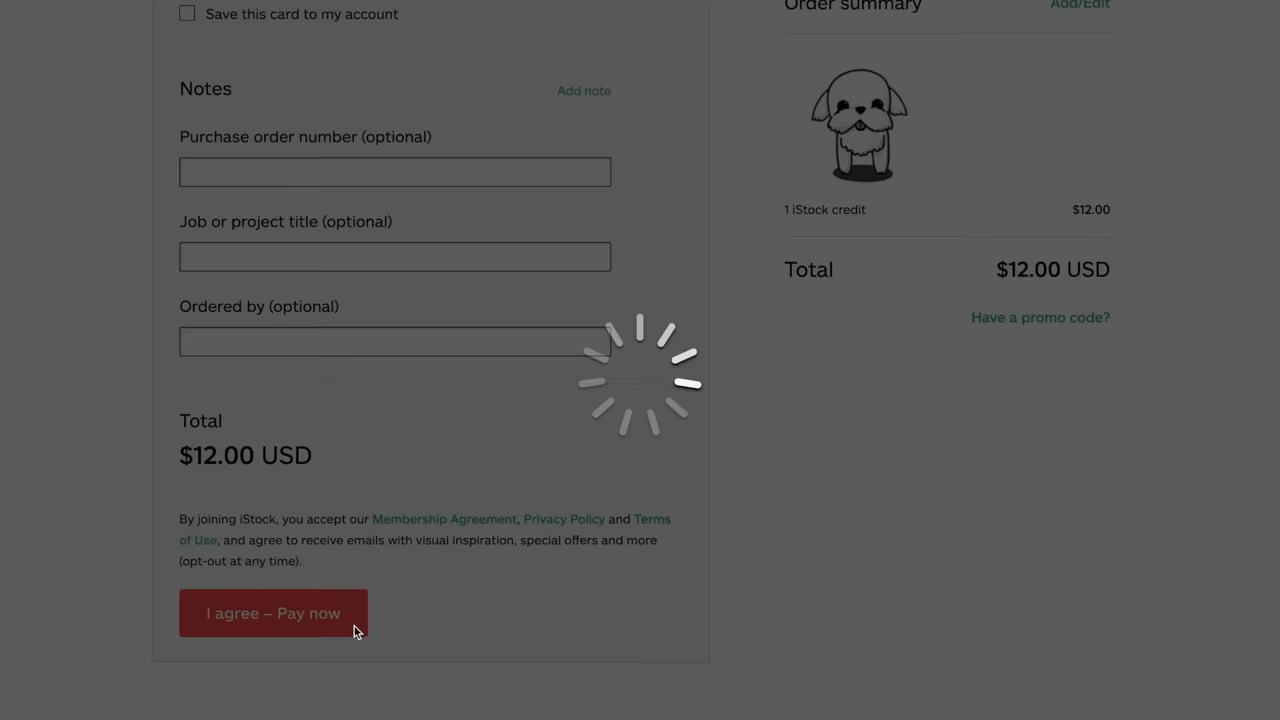 Save this card to my account
Notes
Add note
Purchase order number (optional)
Job or project title (optional)
Ordered by (optional)
Total
$12.00 USD
By joining iStock, you accept our Membership Agreement, Privacy Policy and Terms
of Use, and agree to receive emails with visual inspiration, special offers and more
(opt-out at any time).
I agree – Pay now
Order summary
Add/Edit
1 iStock credit
$12.00
Total
$12.00 USD
Have a promo code?